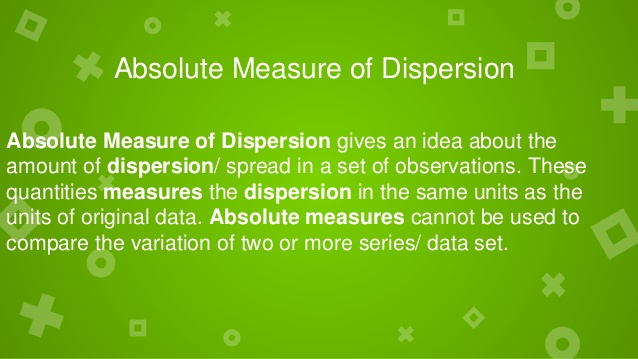 Absolute Measure of Dispersion
Absolute Measure of Dispersion gives an idea about the
amount of dispersion/ spread in a set of observations. These
quantities measures the dispersion in the same units as the
units of original data. Absolute measures cannot be used to
compare the variation of two or more series/ data set.